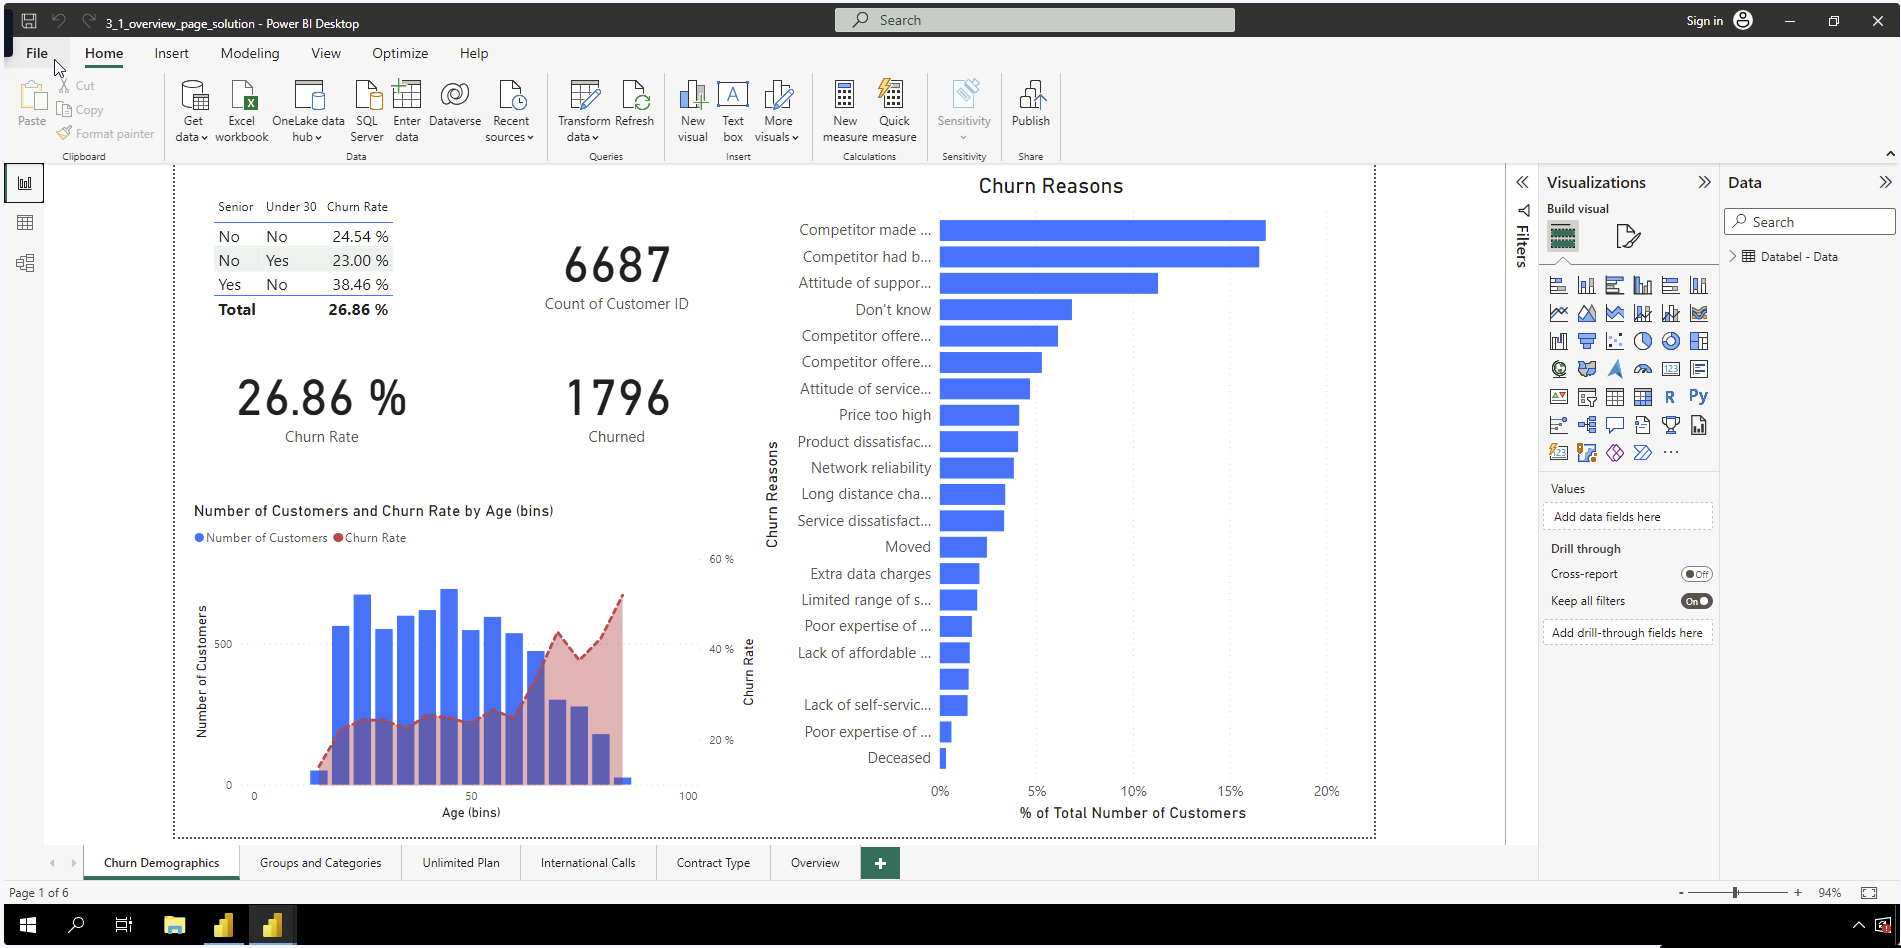 3_1_overview_page_solution - Power BI Desktop
Search
Sign in
File Home Insert Modeling View Optimize Help
Paste
Cut
Copy
Format painter
Clipboard
Get data
Excel workbook
OneLake data hub
SQL Server
Enter data
Dataverse
Recent sources
Data
Transform data
Refresh
Queries
New visual
Text box
More visuals
Insert
New measure
Quick measure
Calculations
Sensitivity
Sensitivity
Publish
Share
Senior Under 30 Churn Rate
No No 24.54 %
No Yes 23.00 %
Yes No 38.46 %
Total 26.86 %
6687
Count of Customer ID
26.86 %
Churn Rate
1796
Churned
Number of Customers and Churn Rate by Age (bins)
Number of Customers Churn Rate
Number of Customers
500
0
0 50 100
Age (bins)
60 %
40 %
20 %
Churn Rate
Churn Reasons
Churn Reasons
Competitor made ...
Competitor had b...
Attitude of suppor...
Don't know
Competitor offere...
Competitor offere...
Attitude of service...
Price too high
Product dissatisfac...
Network reliability
Long distance cha...
Service dissatisfact...
Moved
Extra data charges
Limited range of s...
Poor expertise of ...
Lack of affordable ...
Lack of self-servic...
Poor expertise of ...
Deceased
0% 5% 10% 15% 20%
% of Total Number of Customers
Filters
Visualizations
Build visual
123
R Py
123
...
Values
Add data fields here
Drill through
Cross-report Off
Keep all filters On
Add drill-through fields here
Data
Search
Databel - Data
Churn Demographics Groups and Categories Unlimited Plan International Calls Contract Type Overview +
Page 1 of 6
- + 94%